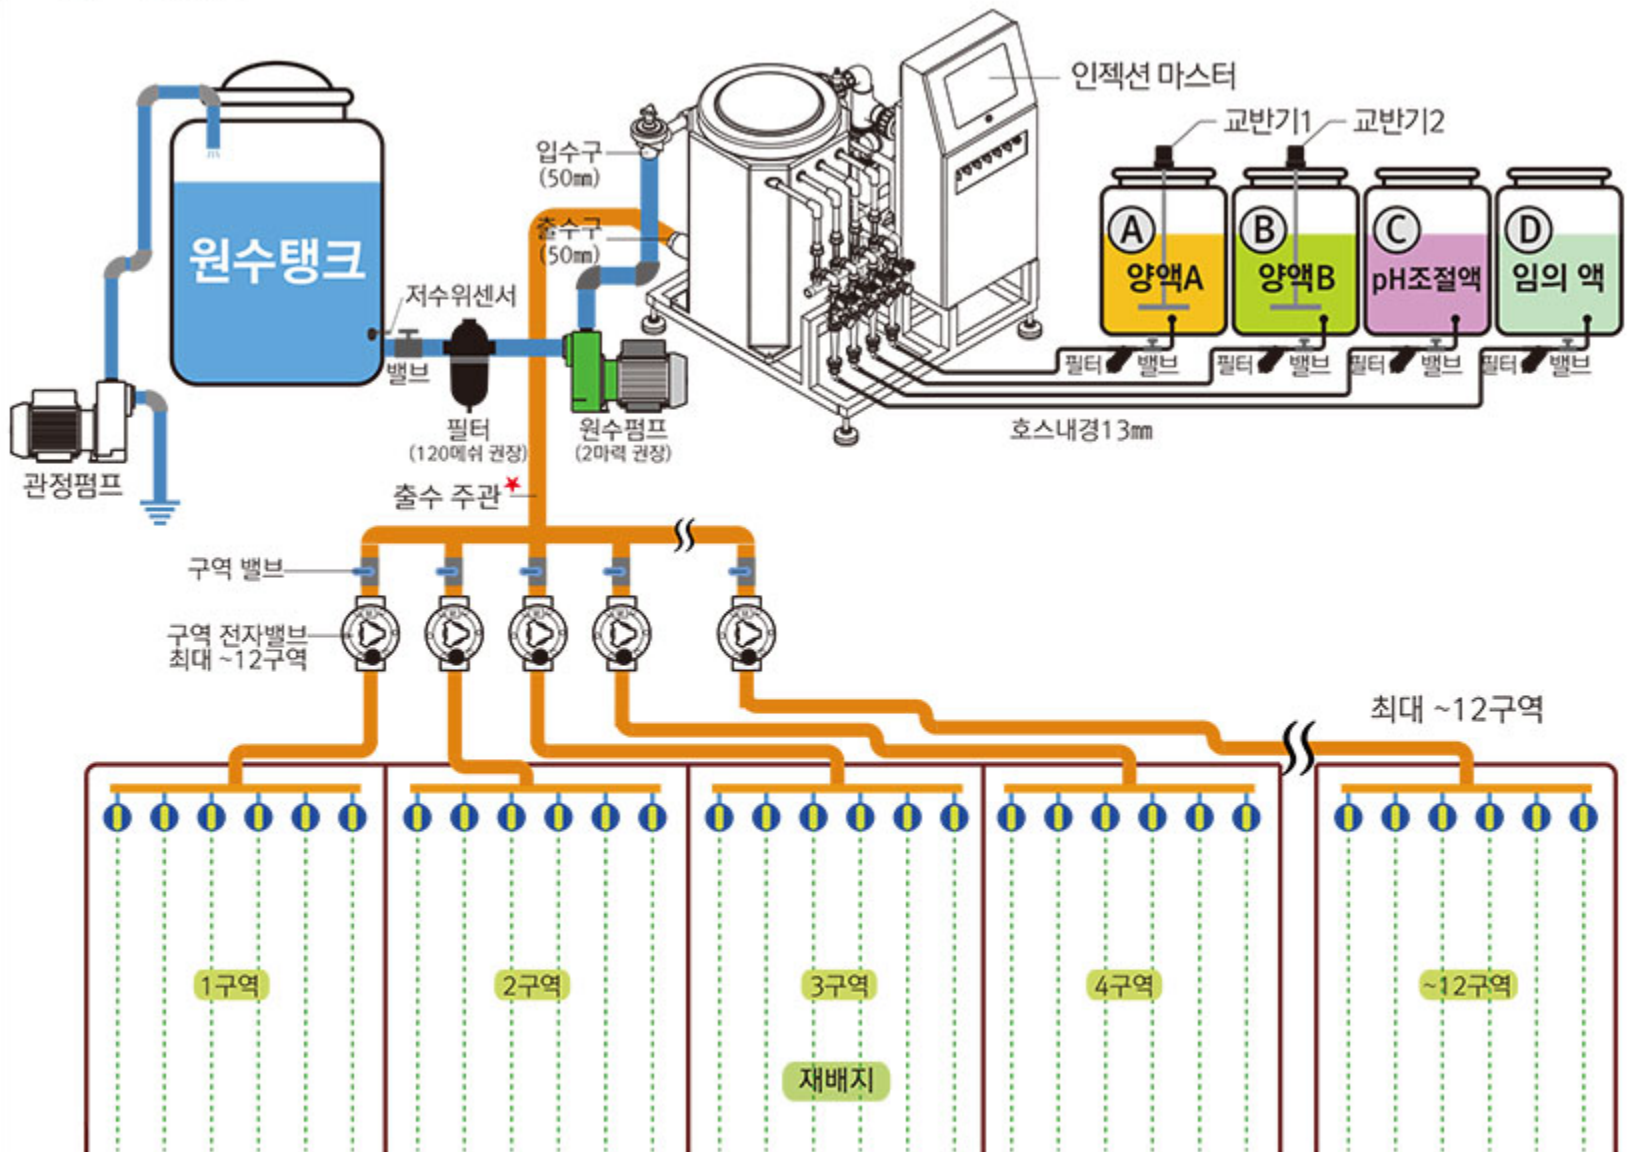 인젝션 마스터
교반기1
교반기2
입수구
(50㎜)
출수구
(50㎜)
원수탱크
저수위센서
밸브
필터
(120메쉬 권장)
원수펌프
(2마력 권장)
관정펌프
A
양액A
B
양액B
C
pH조절액
D
임의 액
필터
밸브
필터
밸브
필터
밸브
필터
밸브
호스내경13㎜
출수 주관
구역 밸브
구역 전자밸브
최대 ~12구역
최대 ~12구역
1구역
2구역
3구역
4구역
~12구역
재배지